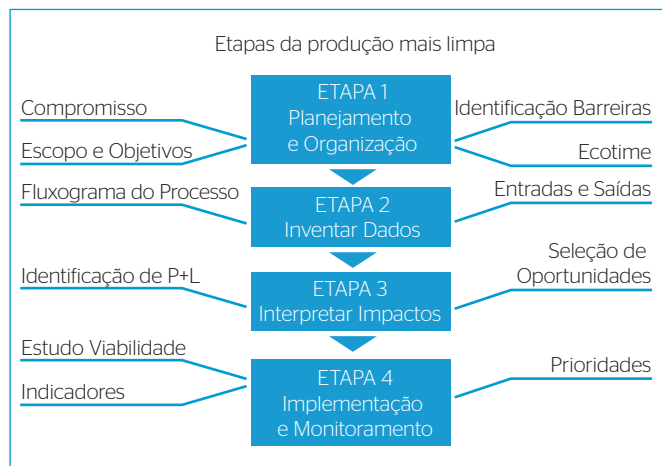 Etapas da produção mais limpa
ETAPA 1
Planejamento
e Organização
Compromisso
Escopo e Objetivos
Identificação Barreiras
Ecotime
Fluxograma do Processo
ETAPA 2
Inventar Dados
Entradas e Saídas
Identificação de P+L
ETAPA 3
Interpretar Impactos
Seleção de
Oportunidades
Estudo Viabilidade
Indicadores
ETAPA 4
Implementação
e Monitoramento
Prioridades